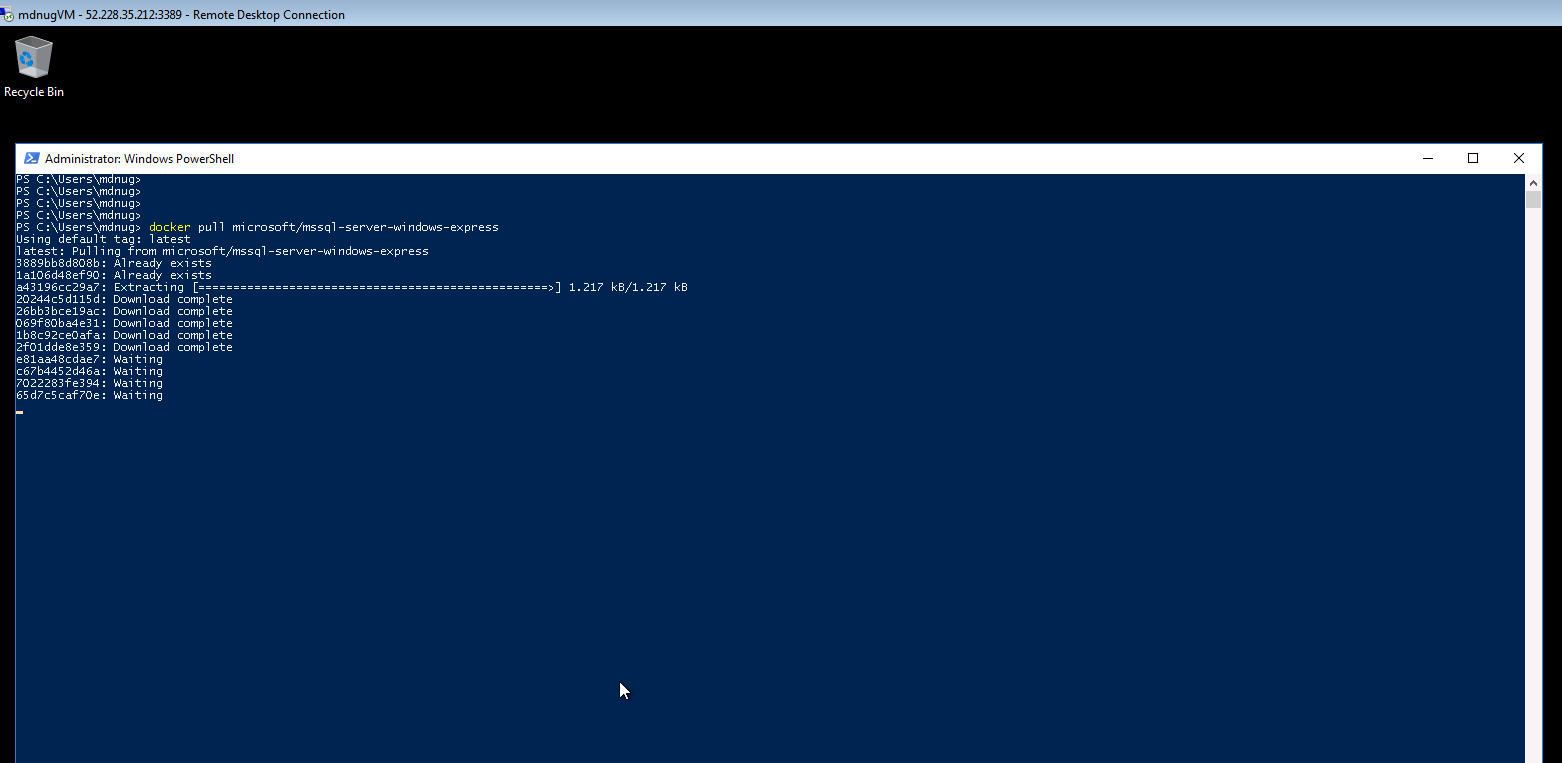 mdnugVM - 52.228.35.212:3389 - Remote Desktop Connection
Recycle Bin
Administrator: Windows PowerShell
PS C:\Users\mdnug>
PS C:\Users\mdnug>
PS C:\Users\mdnug>
PS C:\Users\mdnug>
PS C:\Users\mdnug> docker pull microsoft/mssql-server-windows-express
Using default tag: latest
latest: Pulling from microsoft/mssql-server-windows-express
3889bb8d808b: Already exists
1a106d48ef90: Already exists
a43196cc29a7: Extracting [==================================================>] 1.217 kB/1.217 kB
20244c5d115d: Download complete
26bb3bce19ac: Download complete
069f80ba4e31: Download complete
1b8c92ce0afa: Download complete
2f01dde8e359: Download complete
e81aa48cdae7: Waiting
c67b4452d46a: Waiting
7022283fe394: Waiting
65d7c5caf70e: Waiting